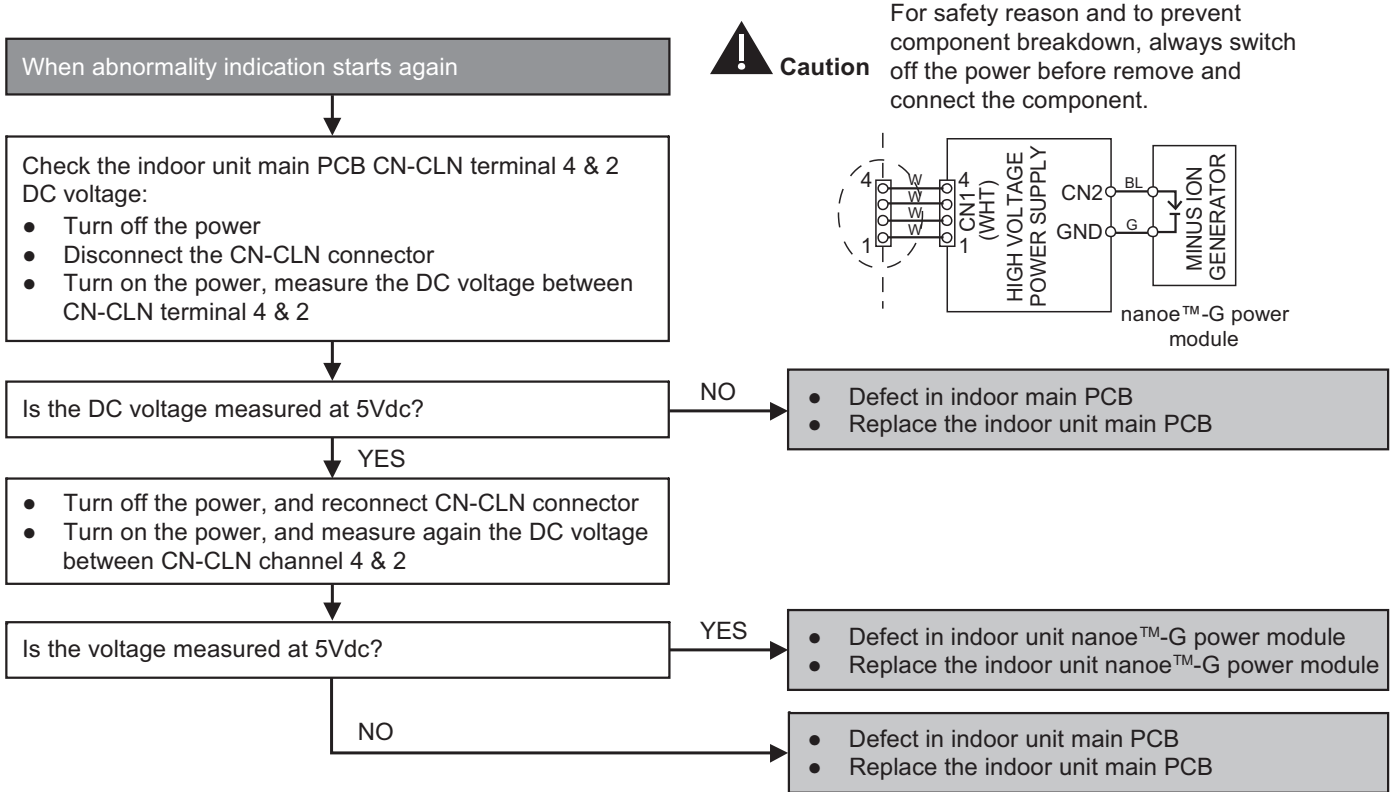 When abnormality indication starts again
Caution
For safety reason and to prevent
component breakdown, always switch
off the power before remove and
connect the component.
Check the indoor unit main PCB CN-CLN terminal 4 & 2
DC voltage:
● Turn off the power
● Disconnect the CN-CLN connector
● Turn on the power, measure the DC voltage between
CN-CLN terminal 4 & 2
4
1
W
W
W
W
4
1
CN1
(WHT)
HIGH VOLTAGE
POWER SUPPLY
CN2
GND
BL
G
MINUS ION
GENERATOR
nanoe™-G power
module
Is the DC voltage measured at 5Vdc?
NO
● Defect in indoor main PCB
● Replace the indoor unit main PCB
YES
● Turn off the power, and reconnect CN-CLN connector
● Turn on the power, and measure again the DC voltage
between CN-CLN channel 4 & 2
Is the voltage measured at 5Vdc?
YES
● Defect in indoor unit nanoe™-G power module
● Replace the indoor unit nanoe™-G power module
NO
● Defect in indoor unit main PCB
● Replace the indoor unit main PCB